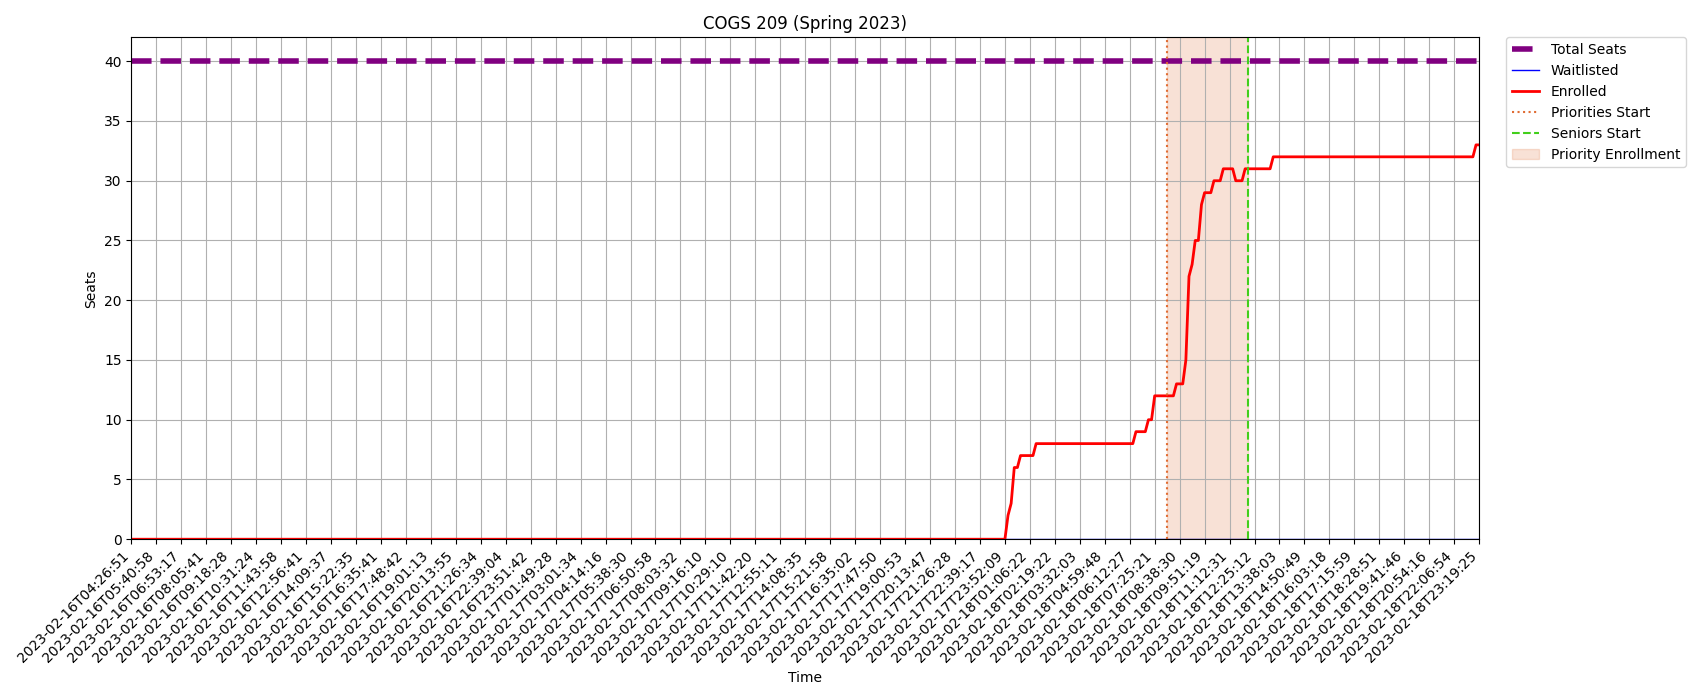 COGS 209 (Spring 2023)
Total Seats
Waitlisted
Enrolled
Priorities Start
Seniors Start
Priority Enrollment
Seats
40
35
30
25
20
15
10
5
0
2023-02-16T04:26:51
2023-02-16T05:40:58
2023-02-16T06:53:17
2023-02-16T08:05:41
2023-02-16T09:18:28
2023-02-16T10:31:24
2023-02-16T11:43:58
2023-02-16T12:56:41
2023-02-16T14:09:37
2023-02-16T15:22:35
2023-02-16T16:35:41
2023-02-16T17:48:42
2023-02-16T19:01:13
2023-02-16T20:13:55
2023-02-16T21:26:34
2023-02-16T22:39:04
2023-02-16T23:51:42
2023-02-17T01:49:28
2023-02-17T03:01:34
2023-02-17T04:14:16
2023-02-17T05:38:30
2023-02-17T06:50:58
2023-02-17T08:03:32
2023-02-17T09:16:10
2023-02-17T10:29:10
2023-02-17T11:42:20
2023-02-17T12:55:11
2023-02-17T14:08:35
2023-02-17T15:21:58
2023-02-17T16:35:02
2023-02-17T17:47:50
2023-02-17T19:00:53
2023-02-17T20:13:47
2023-02-17T21:26:28
2023-02-17T22:39:17
2023-02-17T23:52:09
2023-02-18T01:06:22
2023-02-18T02:19:22
2023-02-18T03:32:03
2023-02-18T04:59:48
2023-02-18T06:12:27
2023-02-18T07:25:21
2023-02-18T08:38:30
2023-02-18T09:51:19
2023-02-18T11:12:31
2023-02-18T12:25:12
2023-02-18T13:38:03
2023-02-18T14:50:49
2023-02-18T16:03:18
2023-02-18T17:15:59
2023-02-18T18:28:51
2023-02-18T19:41:46
2023-02-18T20:54:16
2023-02-18T22:06:54
2023-02-18T23:19:25
Time